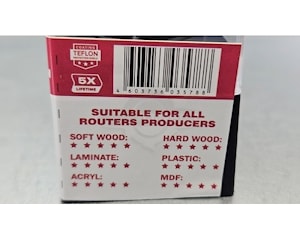 TEFLON
5X
LIFETIME
SUITABLE FOR ALL
ROUTERS PRODUCERS
SOFT WOOD:
HARD WOOD:
LAMINATE:
PLASTIC:
ACRYL:
MDF: